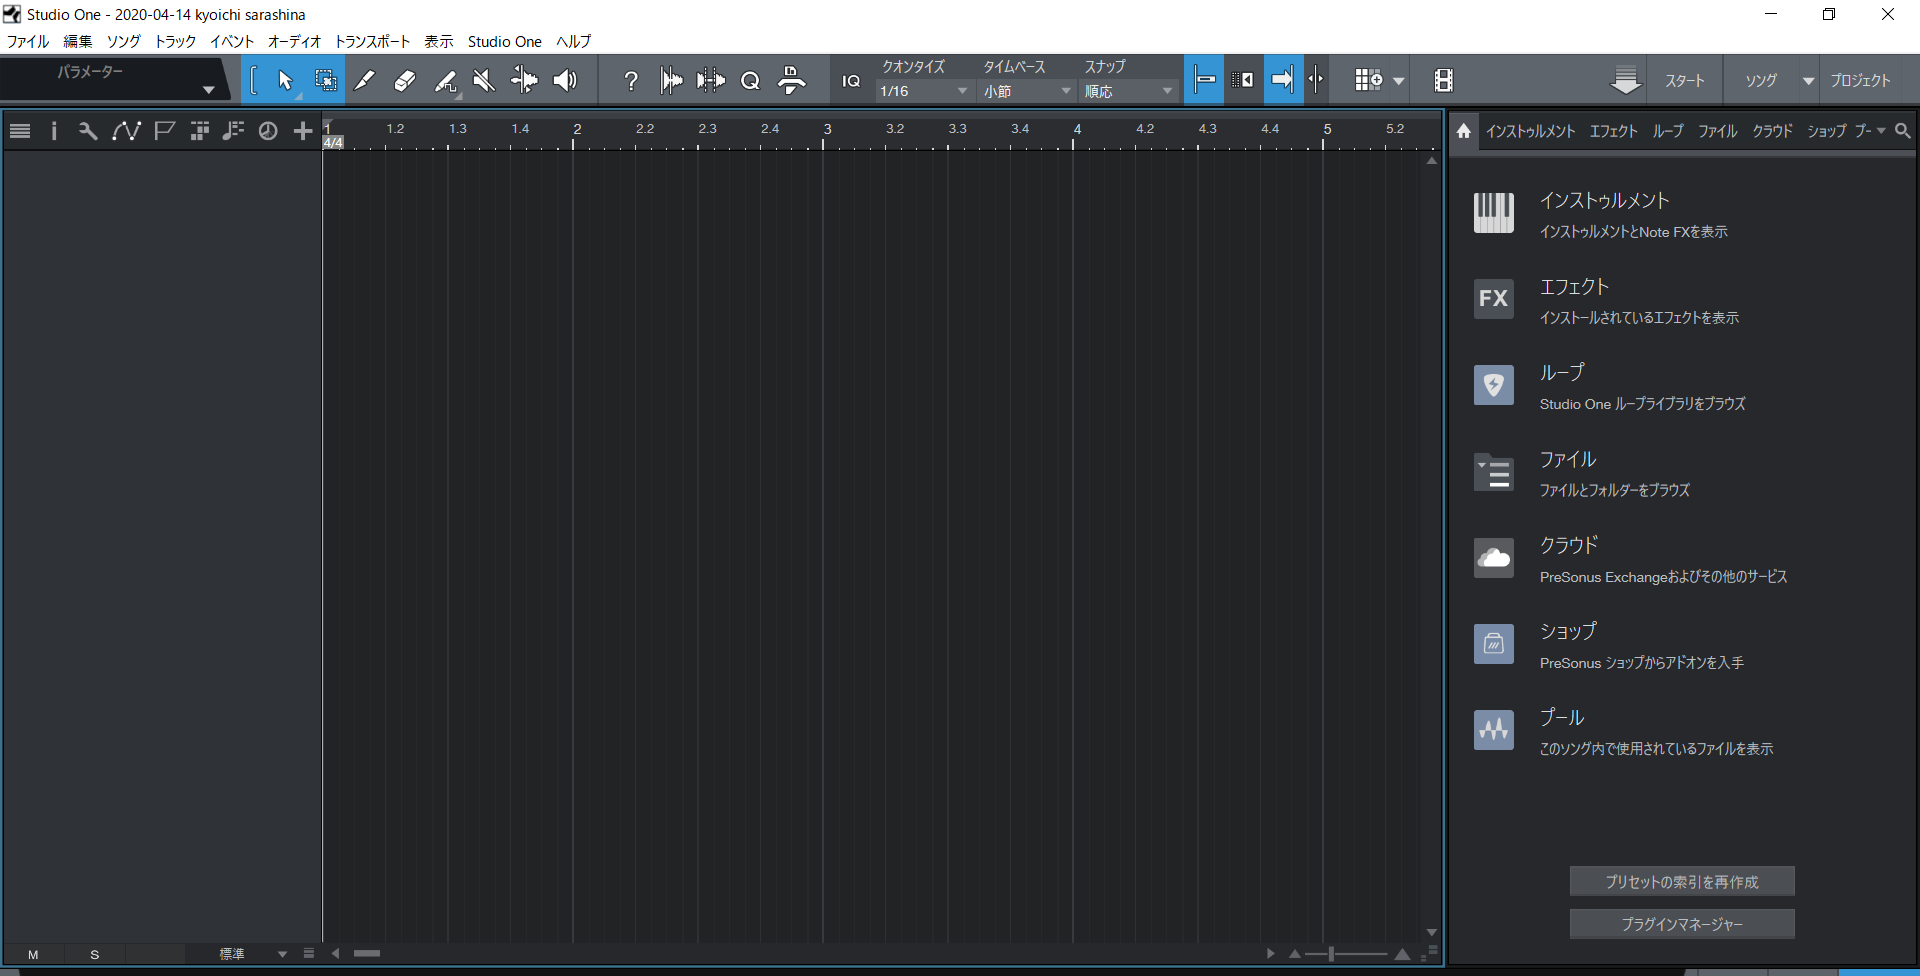 Studio One - 2020-04-14 kyoichi sarashina
ファイル 編集 ソング トラック イベント オーディオ トランスポート 表示 Studio One ヘルプ
パラメーター
IQ
クオンタイズ タイムベース スナップ
1/16 小節 順応
スタート ソング プロジェクト
1 1.2 1.3 1.4 2 2.2 2.3 2.4 3 3.2 3.3 3.4 4 4.2 4.3 4.4 5 5.2
4/4
インストゥルメント エフェクト ループ ファイル クラウド ショップ プー
インストゥルメント
インストゥルメントとNote FXを表示
FX
エフェクト
インストールされているエフェクトを表示
ループ
Studio One ループライブラリをブラウズ
ファイル
ファイルとフォルダーをブラウズ
クラウド
PreSonus Exchangeおよびその他のサービス
ショップ
PreSonus ショップからアドオンを入手
プール
このソング内で使用されているファイルを表示
プリセットの索引を再作成
プラグインマネージャー
M S 標準